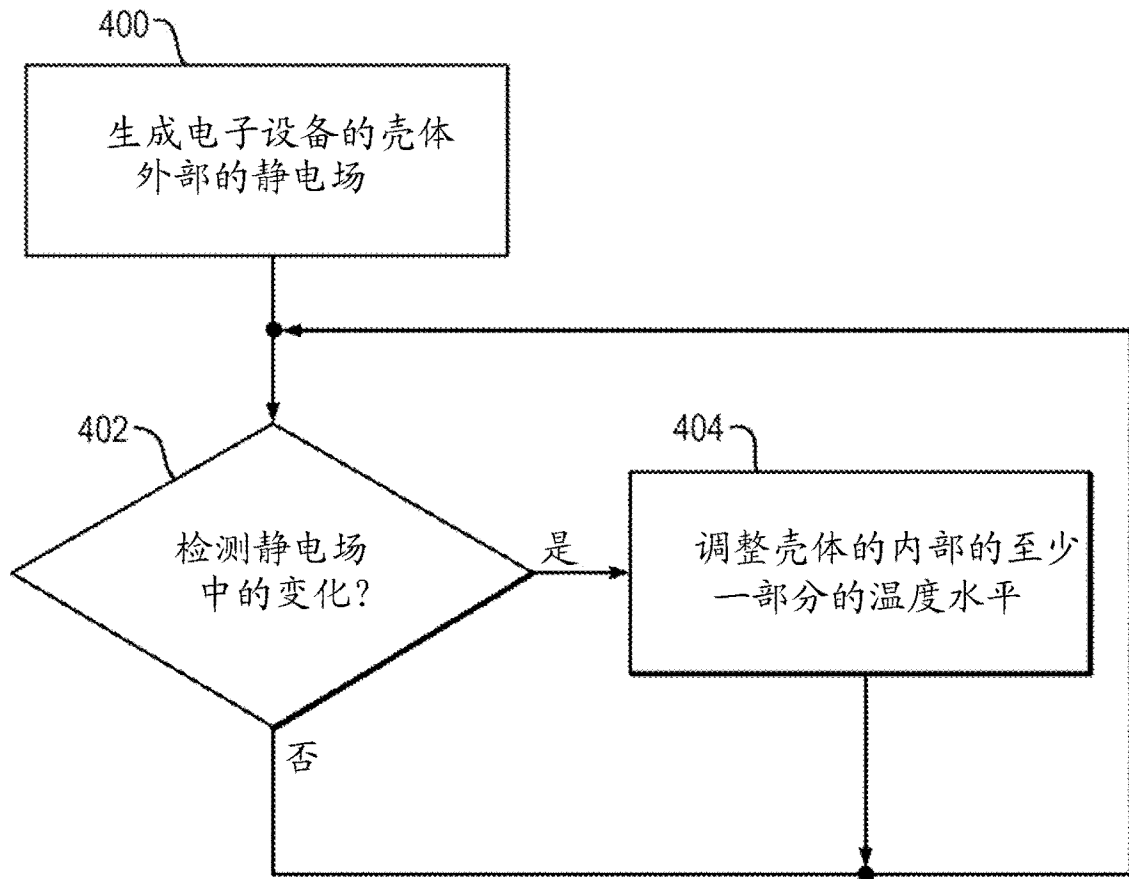 400
生成电子设备的壳体
外部的静电场
402
检测静电场
中的变化?
是
否
404
调整壳体的内部的至少
一部分的温度水平